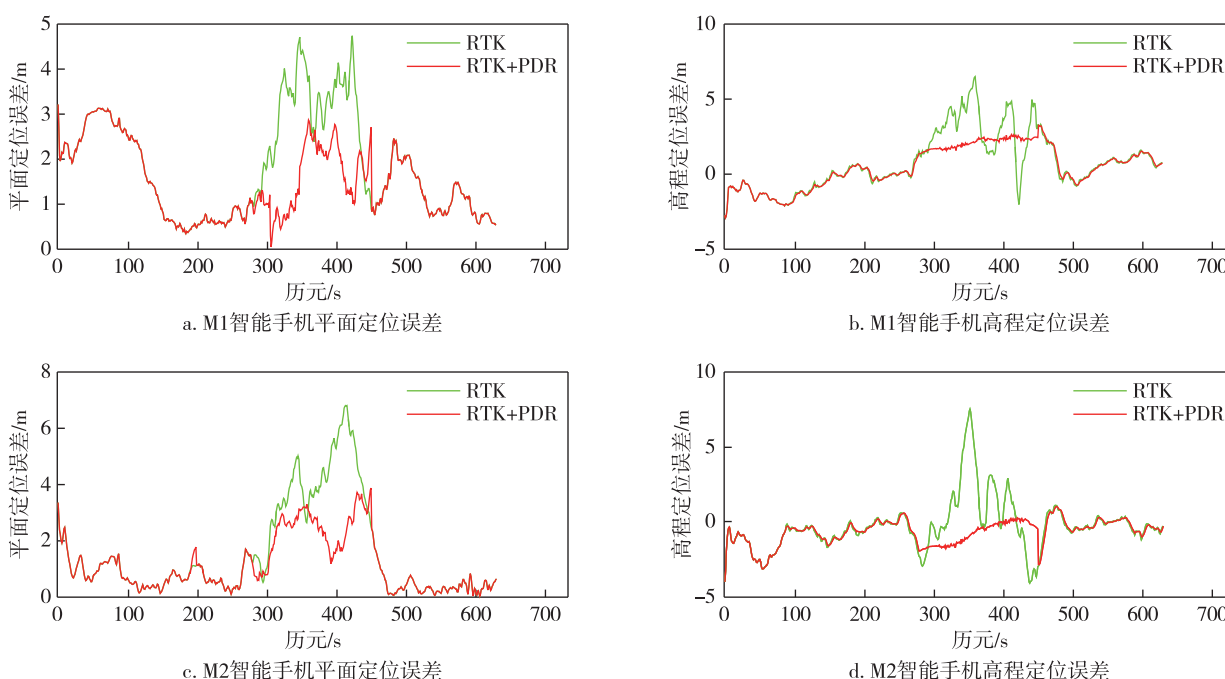 5
4
3
2
1
0
平面定位误差/m
RTK
RTK+PDR
0
100
200
300
400
500
600
700
历元/s
a. M1智能手机平面定位误差
10
5
0
−5
高程定位误差/m
RTK
RTK+PDR
0
100
200
300
400
500
600
700
历元/s
b. M1智能手机高程定位误差
8
6
4
2
0
平面定位误差/m
RTK
RTK+PDR
0
100
200
300
400
500
600
700
历元/s
c. M2智能手机平面定位误差
10
5
0
−5
高程定位误差/m
RTK
RTK+PDR
0
100
200
300
400
500
600
700
历元/s
d. M2智能手机高程定位误差